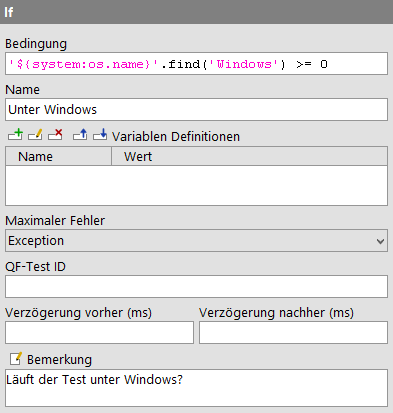 If
Bedingung
'${system:os.name}'.find('Windows') >= 0
Name
Unter Windows
Variablen Definitionen
Name Wert
Maximaler Fehler
Exception
QF-Test ID
Verzögerung vorher (ms) Verzögerung nachher (ms)
Bemerkung
Läuft der Test unter Windows?